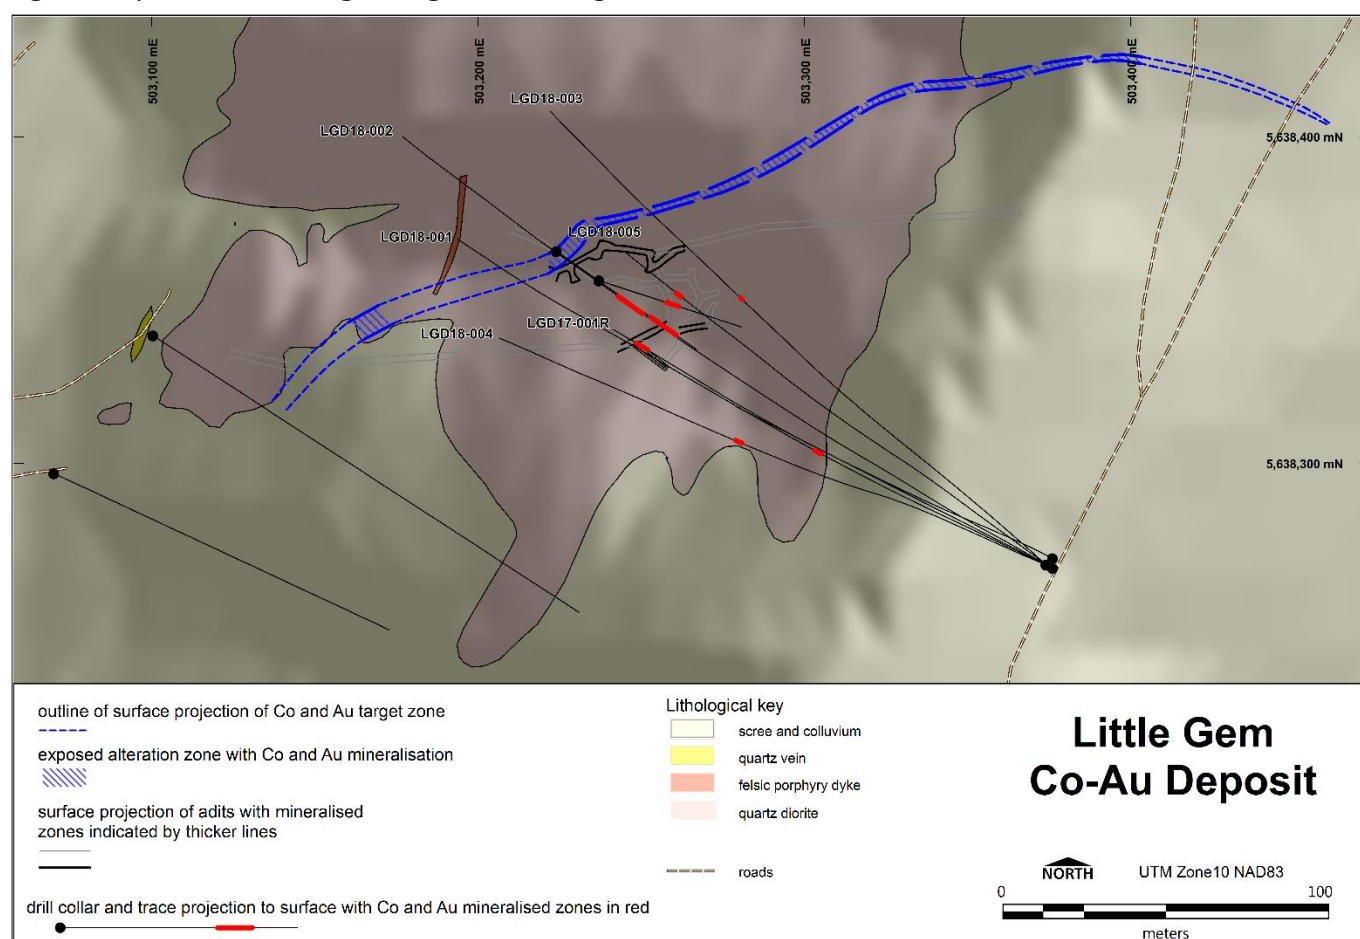 503,100 mE
503,200 mE
503,300 mE
503,400 mE
LGD18-003
LGD18-002
5,638,400 mN
LGD18-005
LGD18-001
LGD17-001R
LGD18-004
5,638,300 mN
outline of surface projection of Co and Au target zone
exposed alteration zone with Co and Au mineralisation
surface projection of adits with mineralised
zones indicated by thicker lines
drill collar and trace projection to surface with Co and Au mineralised zones in red
Lithological key
scree and colluvium
quartz vein
felsic porphyry dyke
quartz diorite
roads
Little Gem
Co-Au Deposit
NORTH
UTM Zone10 NAD83
0 100
meters